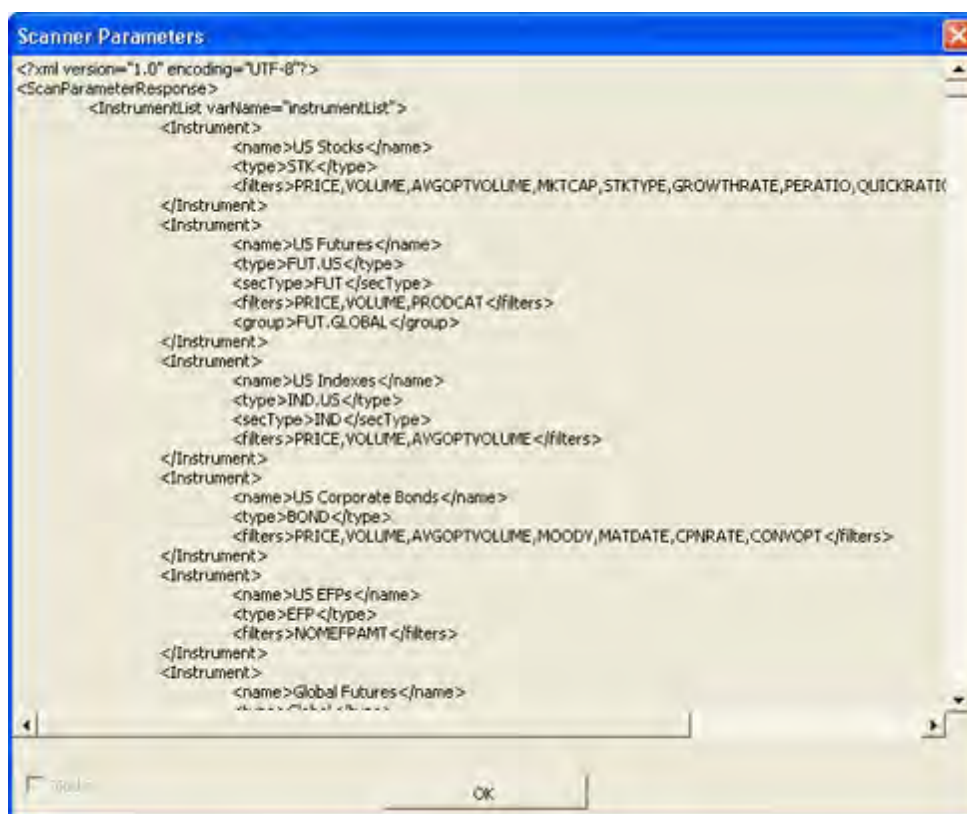 Scanner Parameters
<?xml version="1.0" encoding="UTF-8"?>
<ScanParameterResponse>
<InstrumentList varName="instrumentList">
<Instrument>
<name>US Stocks</name>
<type>STK</type>
<filters>PRICE,VOLUME,AVGOPTVOLUME,MKTCAP,STKTYPE,GROWTHRATE,PERATIO,QUICKRATIO
</Instrument>
<Instrument>
<name>US Futures</name>
<type>FUT.US</type>
<secType>FUT</secType>
<filters>PRICE,VOLUME,PRODCAT</filters>
<group>FUT.GLOBAL</group>
</Instrument>
<Instrument>
<name>US Indexes</name>
<type>IND.US</type>
<secType>IND</secType>
<filters>PRICE,VOLUME,AVGOPTVOLUME</filters>
</Instrument>
<Instrument>
<name>US Corporate Bonds</name>
<type>BOND</type>
<filters>PRICE,VOLUME,AVGOPTVOLUME,MOODY,MATDATE,CPNRATE,CONVOPT</filters>
</Instrument>
<Instrument>
<name>US EFPs</name>
<type>EFP</type>
<filters>NOMEFPAMT</filters>
</Instrument>
<Instrument>
<name>Global Futures</name>
OK